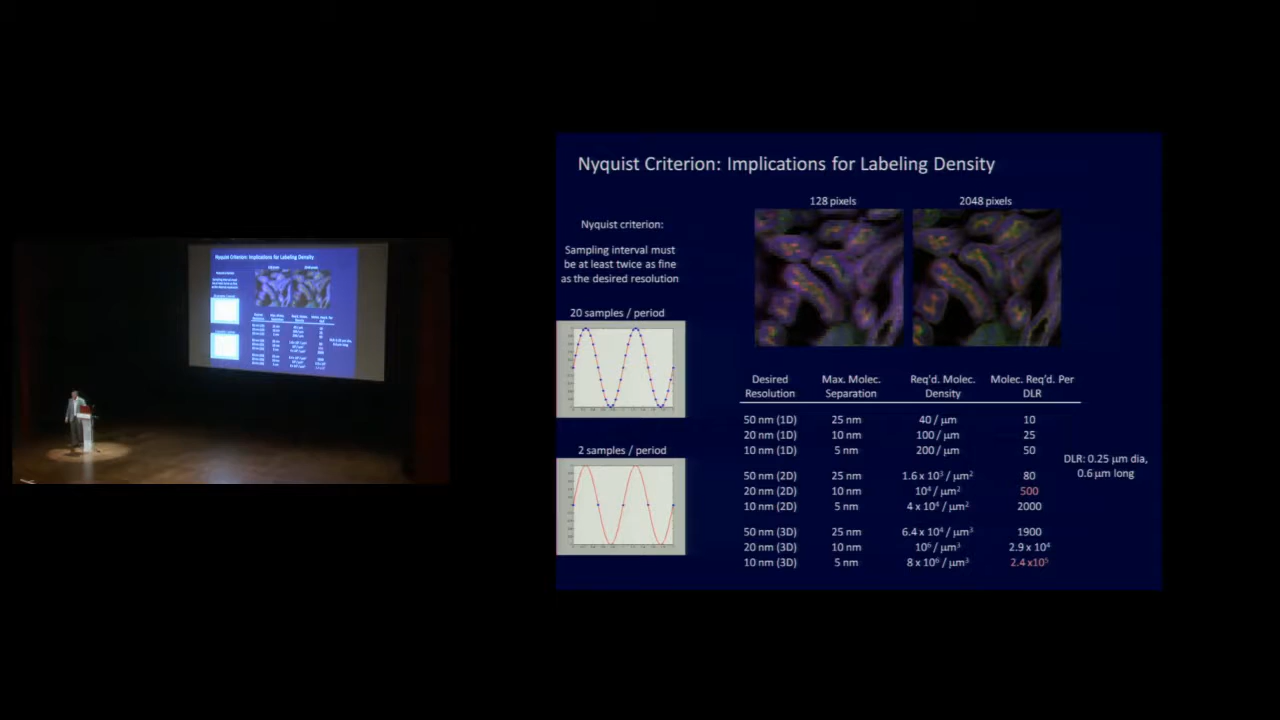 Nyquist Criterion: Implications for Labeling Density
128 pixels
2048 pixels
Nyquist criterion:
Sampling interval must
be at least twice as fine
as the desired resolution
20 samples / period
2 samples / period
Desired Resolution Max. Molec. Separation Req'd. Molec. Density Molec. Req'd. Per DLR
50 nm (1D) 25 nm 40 / µm 10
20 nm (1D) 10 nm 100 / µm 25
10 nm (1D) 5 nm 200 / µm 50
50 nm (2D) 25 nm 1.6 x 10³ / µm² 80
20 nm (2D) 10 nm 10⁴ / µm² 500
10 nm (2D) 5 nm 4 x 10⁴ / µm² 2000
50 nm (3D) 25 nm 6.4 x 10⁴ / µm³ 1900
20 nm (3D) 10 nm 10⁶ / µm³ 2.9 x 10⁴
10 nm (3D) 5 nm 8 x 10⁶ / µm³ 2.4 x10⁵
DLR: 0.25 µm dia,
0.6 µm long
Nyquist Criterion: Implications for Labeling Density